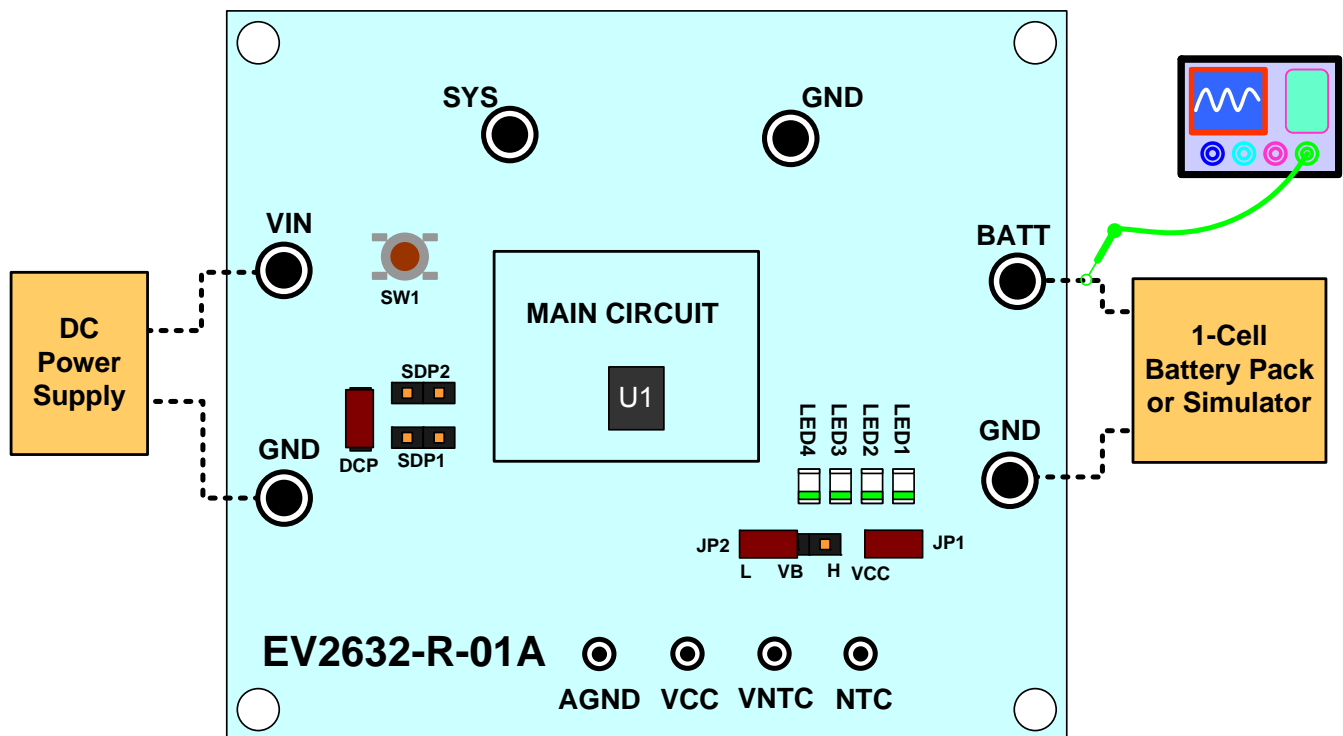 SYS
GND
VIN
BATT
SW1
DC
Power
Supply
MAIN CIRCUIT
U1
1-Cell
Battery Pack
or Simulator
SDP2
SDP1
DCP
GND
LED4
LED3
LED2
LED1
GND
JP2
JP1
L VB H VCC
EV2632-R-01A
AGND VCC VNTC NTC